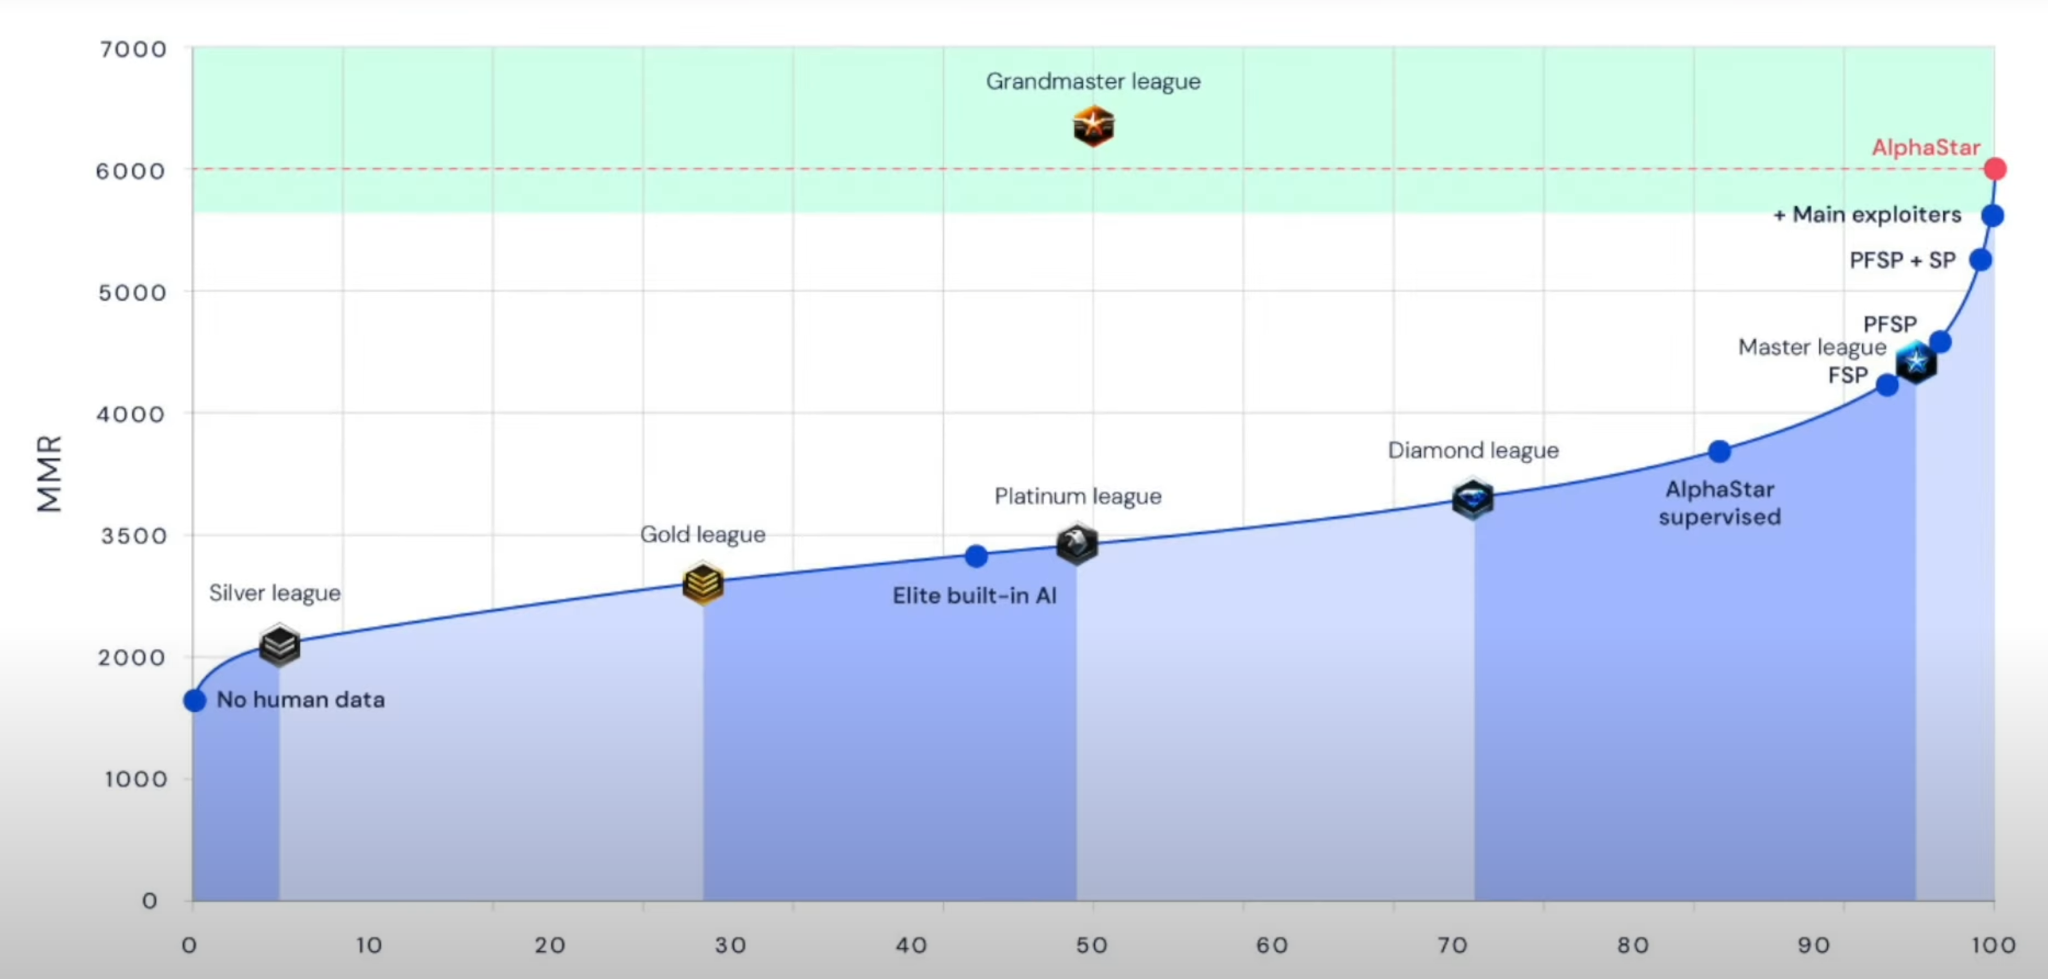 7000
Grandmaster league
AlphaStar
6000
+ Main exploiters
PFSP + SP
5000
PFSP
Master league
FSP
4000
MMR
Diamond league
Platinum league
AlphaStar
supervised
Gold league
3500
Elite built-in AI
Silver league
2000
No human data
1000
0
0 10 20 30 40 50 60 70 80 90 100